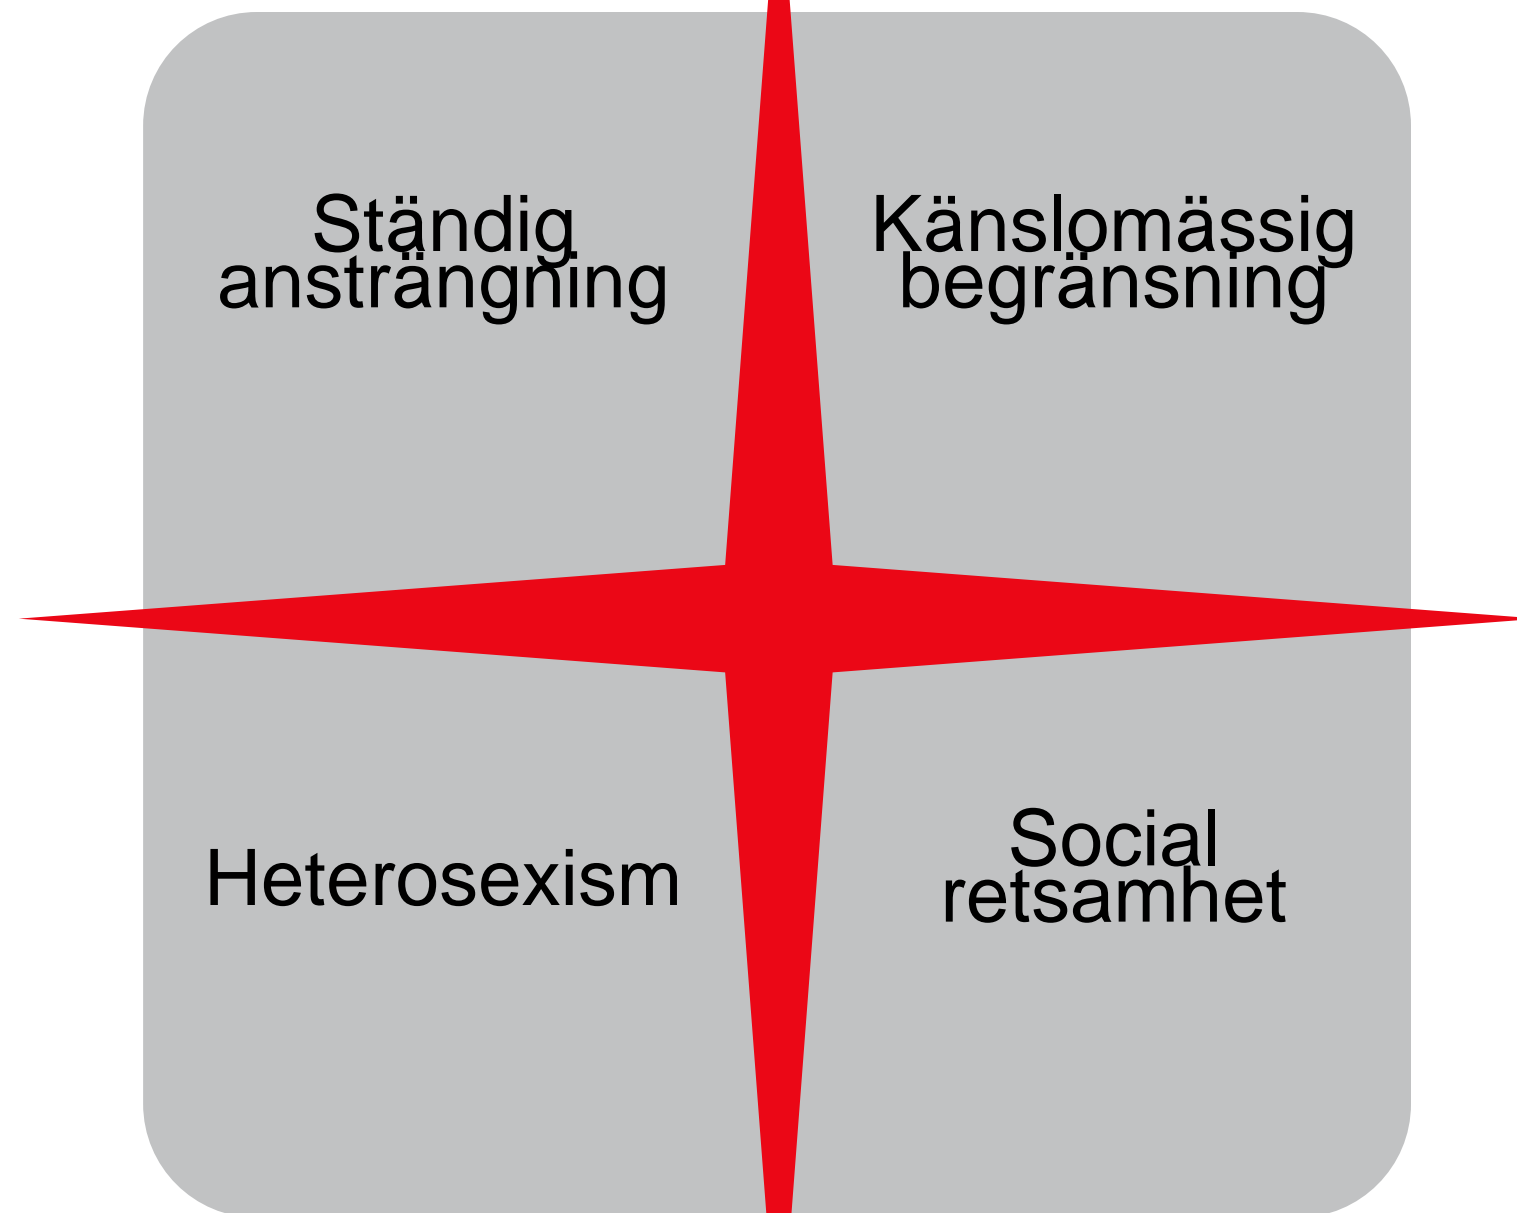 Ständig
ansträngning
Känslomässig
begränsning
Heterosexism
Social
retsamhet